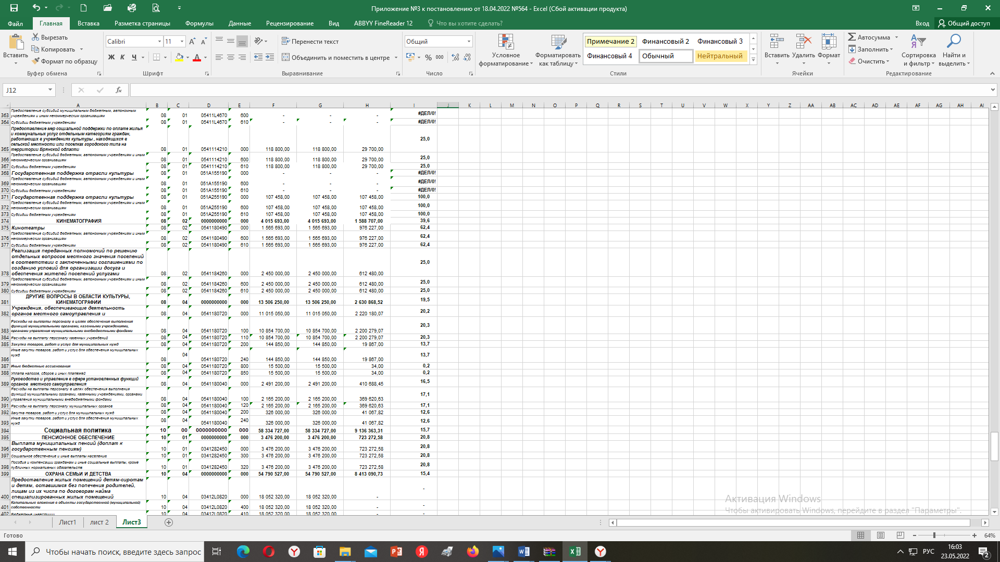 Приложение №3 к постановлению от 18.04.2022 №564 - Excel (Сбой активации продукта)
Файл Главная Вставка Разметка страницы Формулы Данные Рецензирование Вид ABBYY FineReader 12 Что вы хотите сделать? Вход Общий доступ
Вставить
Вырезать
Копировать
Формат по образцу
Буфер обмена
Calibri 11
Ж К Ч
Шрифт
Перенести текст
Объединить и поместить в центре
Выравнивание
Общий
% 000
Число
Условное форматирование
Форматировать как таблицу
Примечание 2 Финансовый 2 Финансовый 3
Финансовый 4 Обычный Нейтральный
Стили
Вставить Удалить Формат
Ячейки
Автосумма
Заполнить
Очистить
Сортировка и фильтр
Найти и выделить
Редактирование
J12
fx
A B C D E F G H I J K L M N O P Q R S T U V W X Y Z AA AB AC AD AE AF AG AH AI
363 Предоставление субсидий муниципальным бюджетным, автономным учреждениям и иным некоммерческим организациям 08 01 05411L4670 600 - - - #ДЕЛ/0!
364 Субсидии бюджетным учреждениям 08 01 05411L4670 610 - - - #ДЕЛ/0!
365 Предоставление мер социальной поддержки по оплате жилья и коммунальных услуг отдельным категориям граждан, работающих в учреждениях культуры , находящихся в сельской местности или поселках городского типа на территории Брянской области 08 01 0541114210 000 118 800,00 118 800,00 29 700,00 25,0
366 Предоставление субсидий бюджетным, автономным учреждениям и иным некоммерческим организациям 08 01 0541114210 600 118 800,00 118 800,00 29 700,00 25,0
367 Субсидии бюджетным учреждениям 08 01 0541114210 610 118 800,00 118 800,00 29 700,00 25,0
368 Государственная поддержка отрасли культуры 08 01 051A155190 000 - - - #ДЕЛ/0!
369 Предоставление субсидий бюджетным, автономным учреждениям и иным некоммерческим организациям 08 01 051A155190 600 - - - #ДЕЛ/0!
370 Субсидии бюджетным учреждениям 08 01 051A155190 610 - - - #ДЕЛ/0!
371 Государственная поддержка отрасли культуры 08 01 051A255190 000 107 458,00 107 458,00 107 458,00 100,0
372 Предоставление субсидий бюджетным, автономным учреждениям и иным некоммерческим организациям 08 01 051A255190 600 107 458,00 107 458,00 107 458,00 100,0
373 Субсидии бюджетным учреждениям 08 01 051A255190 610 107 458,00 107 458,00 107 458,00 100,0
374 КИНЕМАТОГРАФИЯ 08 02 0000000000 000 4 015 693,00 4 015 693,00 1 588 707,00 39,6
375 Кинотеатры 08 02 0541180490 000 1 565 693,00 1 565 693,00 976 227,00 62,4
376 Предоставление субсидий бюджетным, автономным учреждениям и иным некоммерческим организациям 08 02 0541180490 600 1 565 693,00 1 565 693,00 976 227,00 62,4
377 Субсидии бюджетным учреждениям 08 02 0541180490 610 1 565 693,00 1 565 693,00 976 227,00 62,4
378 Реализация переданных полномочий по решению отдельных вопросов местного значения поселений в соответствии с заключенными соглашениями по созданию условий для организации досуга и обеспечения жителей поселений услугами 08 02 0541184260 000 2 450 000,00 2 450 000,00 612 480,00 25,0
379 Предоставление субсидий бюджетным, автономным учреждениям и иным некоммерческим организациям 08 02 0541184260 600 2 450 000,00 2 450 000,00 612 480,00 25,0
380 Субсидии бюджетным учреждениям 08 02 0541184260 610 2 450 000,00 2 450 000,00 612 480,00 25,0
381 ДРУГИЕ ВОПРОСЫ В ОБЛАСТИ КУЛЬТУРЫ, КИНЕМАТОГРАФИИ 08 04 0000000000 000 13 506 250,00 13 506 250,00 2 630 868,52 19,5
382 Учреждения, обеспечивающие деятельность органов местного самоуправления и 08 04 0541180720 000 11 015 050,00 11 015 050,00 2 220 180,07 20,2
383 Расходы на выплаты персоналу в целях обеспечения выполнения функций муниципальными органами, казенными учреждениями, органами управления муниципальными внебюджетными фондами 08 04 0541180720 100 10 854 700,00 10 854 700,00 2 200 279,07 20,3
384 Расходы на выплату персоналу казенных учреждений 08 04 0541180720 110 10 854 700,00 10 854 700,00 2 200 279,07 20,3
385 Закупка товаров, работ и услуг для муниципальных нужд 08 04 0541180720 200 144 850,00 144 850,00 19 867,00 13,7
386 Иные закупки товаров, работ и услуг для обеспечения муниципальных нужд 08 04 0541180720 240 144 850,00 144 850,00 19 867,00 13,7
387 Иные бюджетные ассигнования 08 04 0541180720 800 15 500,00 15 500,00 34,00 0,2
388 Уплата налогов, сборов и иных платежей 08 04 0541180720 850 15 500,00 15 500,00 34,00 0,2
389 Руководство и управление в сфере установленных функций органов местного самоуправления 08 04 0541180040 000 2 491 200,00 2 491 200,00 410 688,45 16,5
390 Расходы на выплаты персоналу в целях обеспечения выполнения функций муниципальными органами, казенными учреждениями, органами управления муниципальными внебюджетными фондами 08 04 0541180040 100 2 165 200,00 2 165 200,00 369 620,63 17,1
391 Расходы на выплату персоналу муниципальных органов 08 04 0541180040 120 2 165 200,00 2 165 200,00 369 620,63 17,1
392 Закупка товаров, работ и услуг для муниципальных нужд 08 04 0541180040 200 326 000,00 326 000,00 41 067,82 12,6
393 Иные закупки товаров, работ и услуг для обеспечения муниципальных нужд 08 04 0541180040 240 326 000,00 326 000,00 41 067,82 12,6
394 Социальная политика 10 00 0000000000 000 58 334 727,00 58 334 727,00 9 136 363,31 15,7
395 ПЕНСИОННОЕ ОБЕСПЕЧЕНИЕ 10 01 0000000000 000 3 476 200,00 3 476 200,00 723 272,58 20,8
396 Выплата муниципальных пенсий (доплат к государственным пенсиям) 10 01 0341282450 000 3 476 200,00 3 476 200,00 723 272,58 20,8
397 Социальное обеспечение и иные выплаты населению 10 01 0341282450 300 3 476 200,00 3 476 200,00 723 272,58 20,8
398 Пособия и компенсации гражданам и иные социальные выплаты, кроме публичных нормативных обязательств 10 01 0341282450 320 3 476 200,00 3 476 200,00 723 272,58 20,8
399 ОХРАНА СЕМЬИ И ДЕТСТВА 10 04 0000000000 000 54 790 527,00 54 790 527,00 8 413 090,73 15,4
400 Предоставление жилых помещений детям-сиротам и детям, оставшимся без попечения родителей, лицам из их числа по договорам найма специализированных жилых помещений 10 04 03412L0820 000 18 052 320,00 18 052 320,00 - -
401 Капитальные вложения в объекты государственной (муниципальной) собственности 10 04 03412L0820 400 18 052 320,00 18 052 320,00 - -
402 Бюджетные инвестиции 10 04 03412L0820 410 18 052 320,00 18 052 320,00 - -
Активация Windows
Чтобы активировать Windows, перейдите в раздел "Параметры".
Лист1 лист 2 Лист3
Готово 64%
Чтобы начать поиск, введите здесь запрос
РУС 16:03 23.05.2022 2